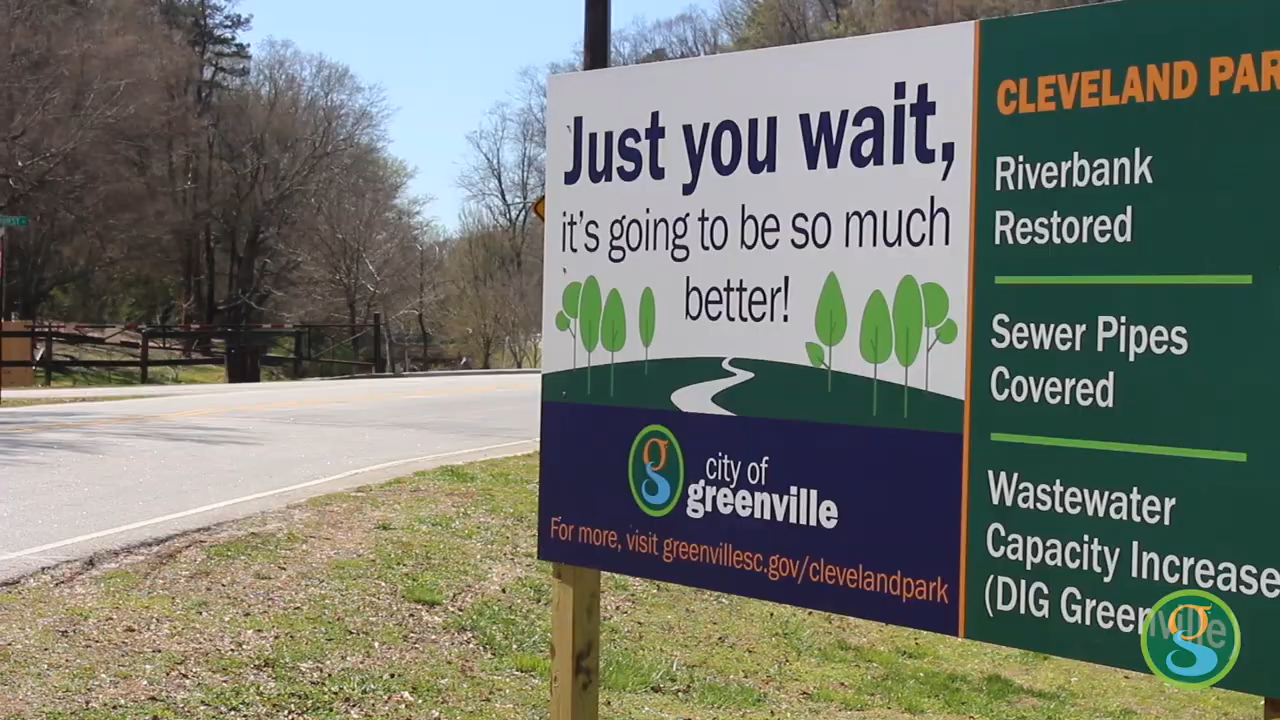 Just you wait,
it's going to be so much
better!
g
city of
greenville
For more, visit greenvillesc.gov/clevelandpark
CLEVELAND PAR
Riverbank
Restored
Sewer Pipes
Covered
Wastewater
Capacity Increase
(DIG Greenville
g